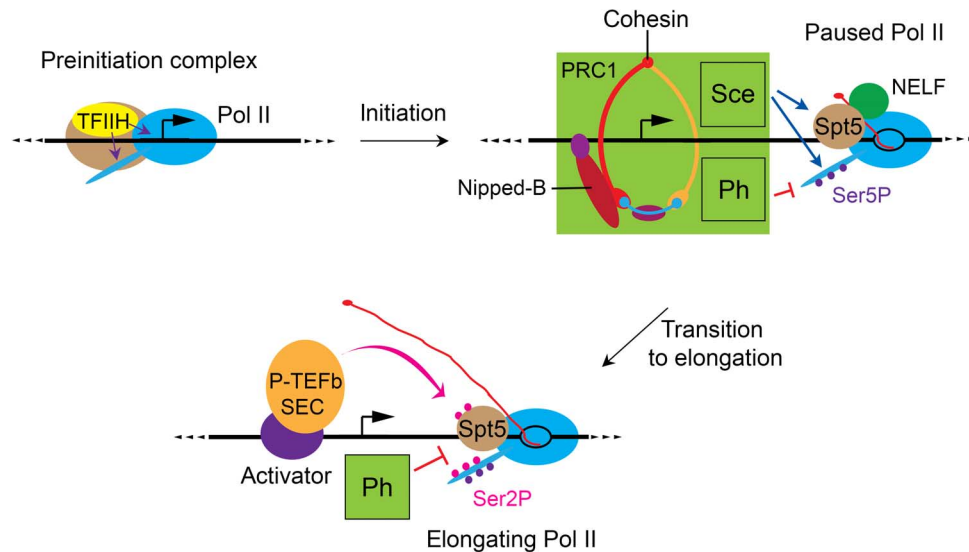 Preinitiation complex
TFIIH
Pol II
Initiation
Cohesin
PRC1
Sce
Nipped-B
Ph
Paused Pol II
NELF
Spt5
Ser5P
Transition
to elongation
P-TEFb
SEC
Activator
Spt5
Ph
Ser2P
Elongating Pol II